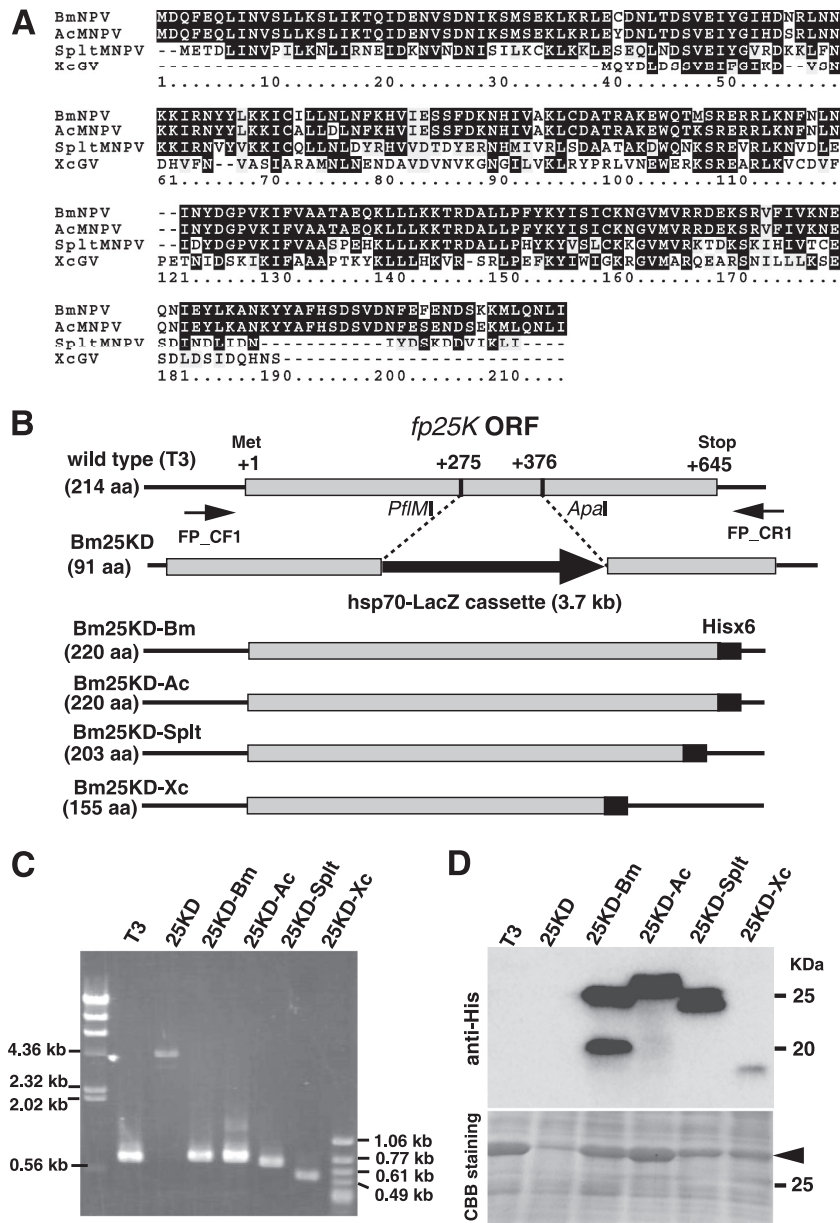 A
BmNPV MDQFEQLINVSLLKSLIKTQIDENVSDNIKSMSEKLKRLECDNLTDSVEIYGIHDNRLNN
AcMNPV MDQFEQLINVSLLKSLIKTQIDENVSDNIKSMSEKLKRLEYDNLTDSVEIYGIHDSRLNN
SpltMNPV --METDLINVPILKNLIRNEIDKNVNDNISILKCKLKKLESEQLNDSVEIYGVRDKKLFN
XcGV ---------------------------------------MQYDLDSSVEIFGIKD--VSN
1........10........20........30........40........50........
BmNPV KKIRNYYLKKICILLNLNFKHVIESSFDKNHIVAKLCDATRAKEWQTMSRERRLKNFNLN
AcMNPV KKIRNYYLKKICALLDLNFKHVIESSFDKNHIVAKLCDATRAKEWQTKSRERRLKNFNLN
SpltMNPV KKIRNVYVKKICQLLNLDYRHVTDTDYERNHMIVRLSDAATAKDWQNKSREVRLKNVDLE
XcGV DHVFN--VASIARAMNLNENDAVDVNVKGNGILVKLRYPRLVNEWERKSREARLKVCDVF
61........70........80........90........100.......110.......
BmNPV --INYDGPVKIFVAATAEQKLLLKKTRDALLPFYKYISICKNGVMVRRDEKSRVFIVKNE
AcMNPV --INYDGPVKIFVAATAEQKLLLKKTRDALLPFYKYISICKNGVMVRRDEKSRVFIVKNE
SpltMNPV --IDYDGPVKIFVAASPEHKLLLKKTRDALLPHYKYVSLCKKGVMVRKTDKSKIHIVTCE
XcGV PETNIDSKIKIFAAAPTKYKLLLHKVR-SRLPEFKYIWIGKRGVMARQEARSNILLLKSE
121.......130.......140.......150.......160.......170.......
BmNPV QNIEYLKANKYYAFHSDSVDNFEFENDSKKMLQNLI
AcMNPV QNIEYLKANKYYAFHSDSVDNFESENDSEKMLQNLI
SpltMNPV SDINDLIDN-----------IYDSKDDVIKLLI---
XcGV SDLDSIDQHNS-------------------------
181.......190.......200.......210....
B
fp25K ORF
Met Stop
wild type (T3) +1 +275 +376 +645
(214 aa)
PflMI ApaI
FP_CF1 FP_CR1
Bm25KD
(91 aa)
hsp70-LacZ cassette (3.7 kb)
Bm25KD-Bm Hisx6
(220 aa)
Bm25KD-Ac
(220 aa)
Bm25KD-Splt
(203 aa)
Bm25KD-Xc
(155 aa)
C
T3 25KD 25KD-Bm 25KD-Ac 25KD-Splt 25KD-Xc
4.36 kb
2.32 kb
2.02 kb
0.56 kb
1.06 kb
0.77 kb
0.61 kb
0.49 kb
D
T3 25KD 25KD-Bm 25KD-Ac 25KD-Splt 25KD-Xc
KDa
anti-His
25
20
CBB staining
25